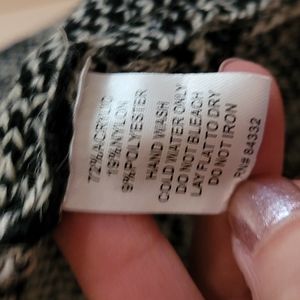 72%ACRYLIC
19%NYLON
9%POLYESTER
HAND WASH
COLD WATER ONLY
DO NOT BLEACH
LAY FLAT TO DRY
DO NOT IRON
RN# 84932